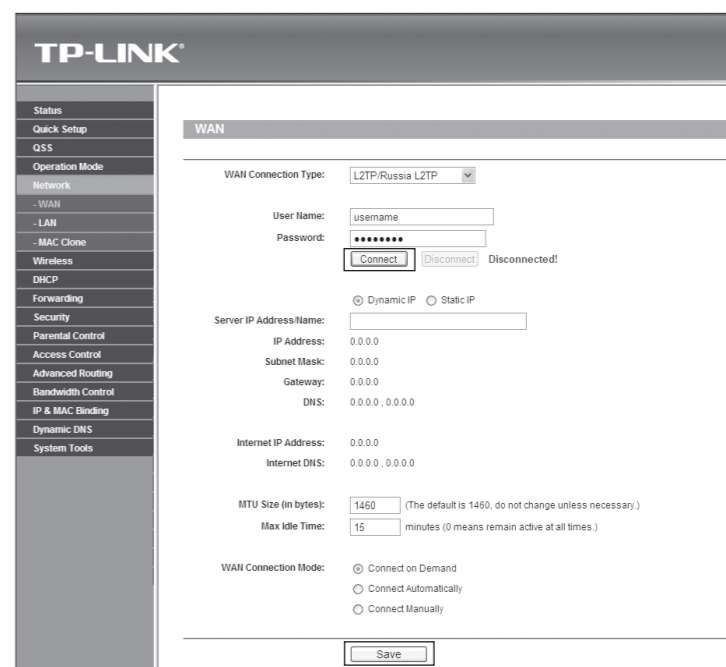 TP-LINK®
Status
Quick Setup
QSS
Operation Mode
Network
- WAN
- LAN
- MAC Clone
Wireless
DHCP
Forwarding
Security
Parental Control
Access Control
Advanced Routing
Bandwidth Control
IP & MAC Binding
Dynamic DNS
System Tools
WAN
WAN Connection Type: L2TP/Russia L2TP
User Name: username
Password: ●●●●●●●●
Connect Disconnect Disconnected!
Dynamic IP Static IP
Server IP Address/Name:
IP Address: 0.0.0.0
Subnet Mask: 0.0.0.0
Gateway: 0.0.0.0
DNS: 0.0.0.0 , 0.0.0.0
Internet IP Address: 0.0.0.0
Internet DNS: 0.0.0.0 , 0.0.0.0
MTU Size (in bytes): 1460 (The default is 1460, do not change unless necessary.)
Max Idle Time: 15 minutes (0 means remain active at all times.)
WAN Connection Mode: Connect on Demand
Connect Automatically
Connect Manually
Save